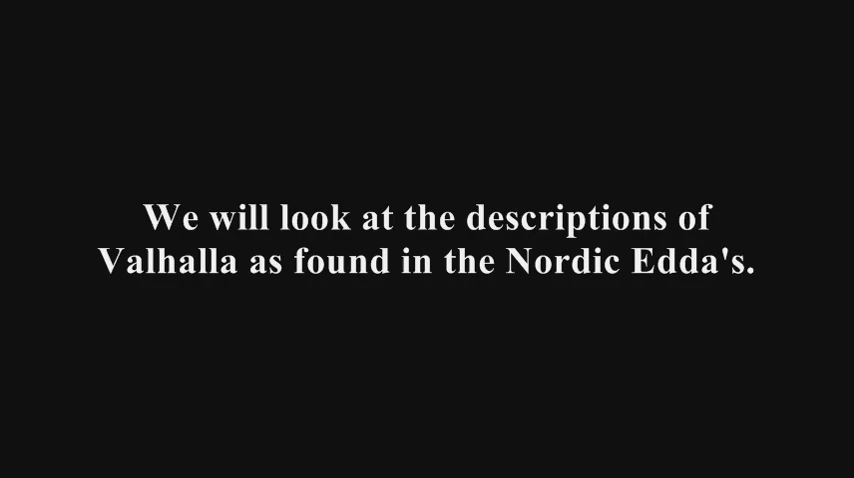 We will look at the descriptions of
Valhalla as found in the Nordic Edda's.